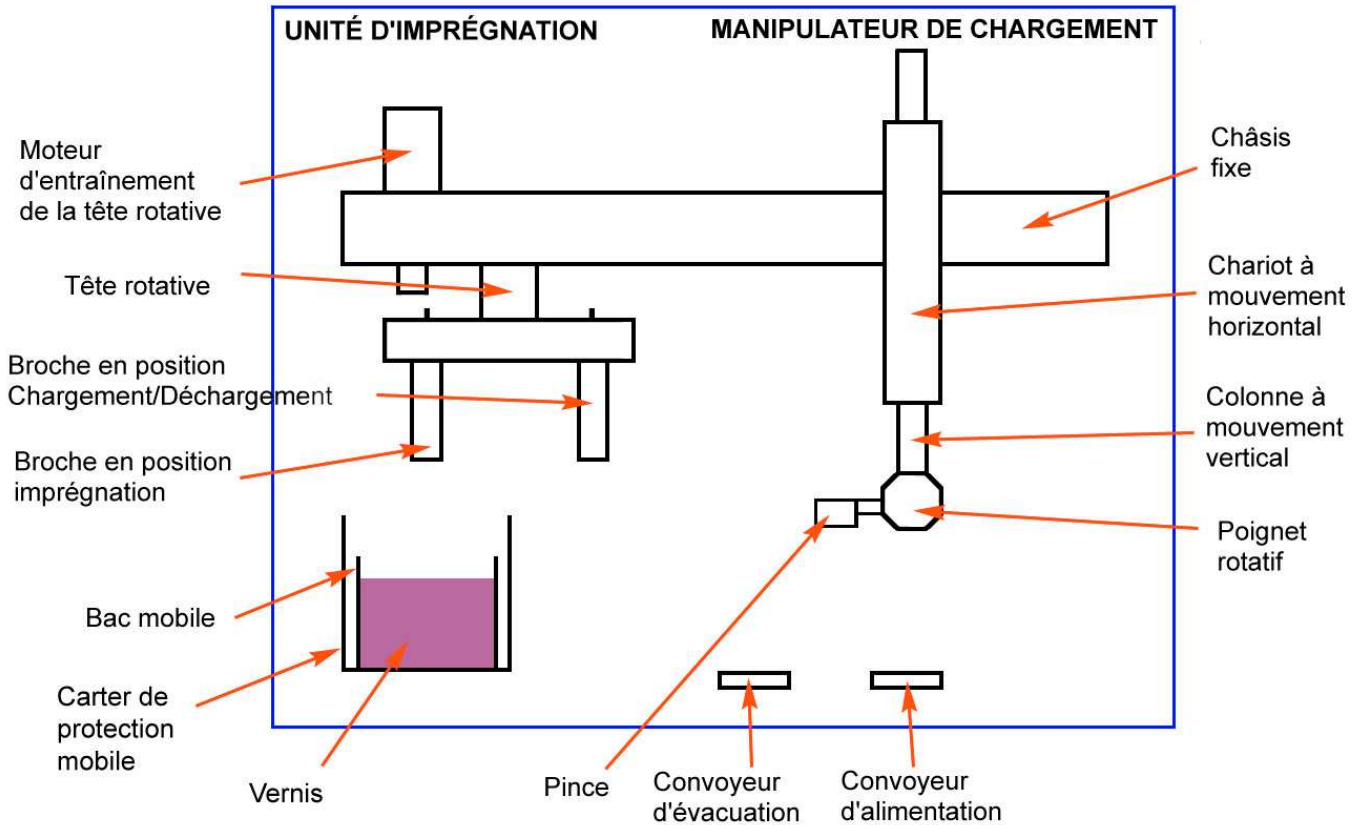 UNITÉ D'IMPRÉGNATION
MANIPULATEUR DE CHARGEMENT
Moteur
d'entraînement
de la tête rotative
Tête rotative
Broche en position
Chargement/Déchargement
Broche en position
imprégnation
Bac mobile
Carter de
protection
mobile
Vernis
Pince
Convoyeur
d'évacuation
Convoyeur
d'alimentation
Châsis
fixe
Chariot à
mouvement
horizontal
Colonne à
mouvement
vertical
Poignet
rotatif